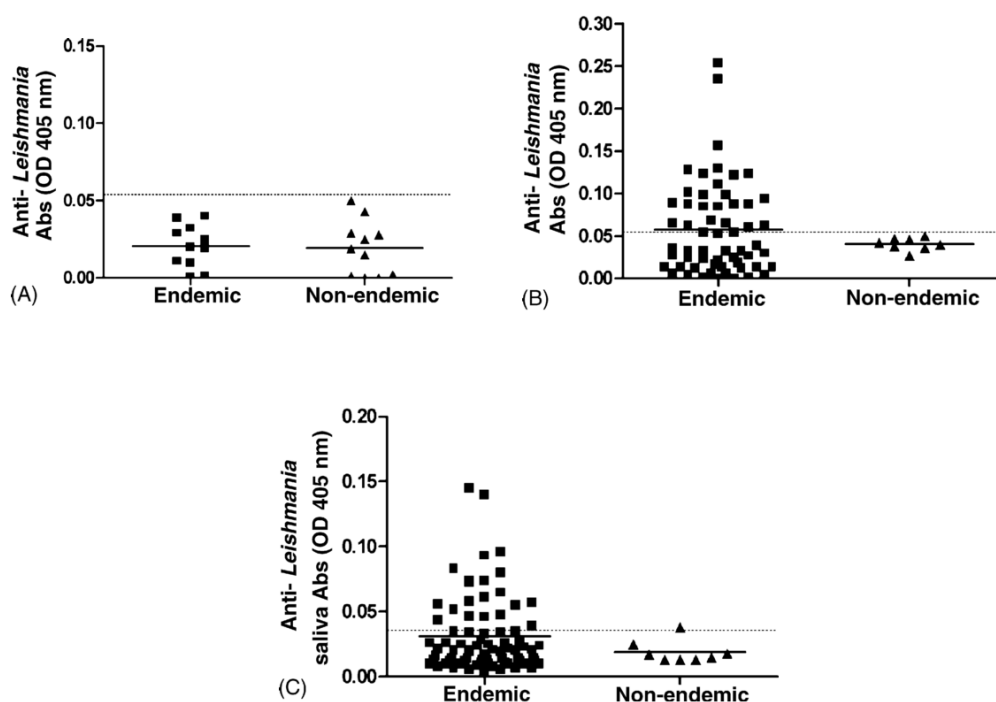 (A)
Anti- Leishmania
Abs (OD 405 nm)
0.15
0.10
0.05
0.00
Endemic
Non-endemic
(B)
Anti- Leishmania
Abs (OD 405 nm)
0.30
0.25
0.20
0.15
0.10
0.05
0.00
Endemic
Non-endemic
(C)
Anti- Leishmania
saliva Abs (OD 405 nm)
0.20
0.15
0.10
0.05
0.00
Endemic
Non-endemic